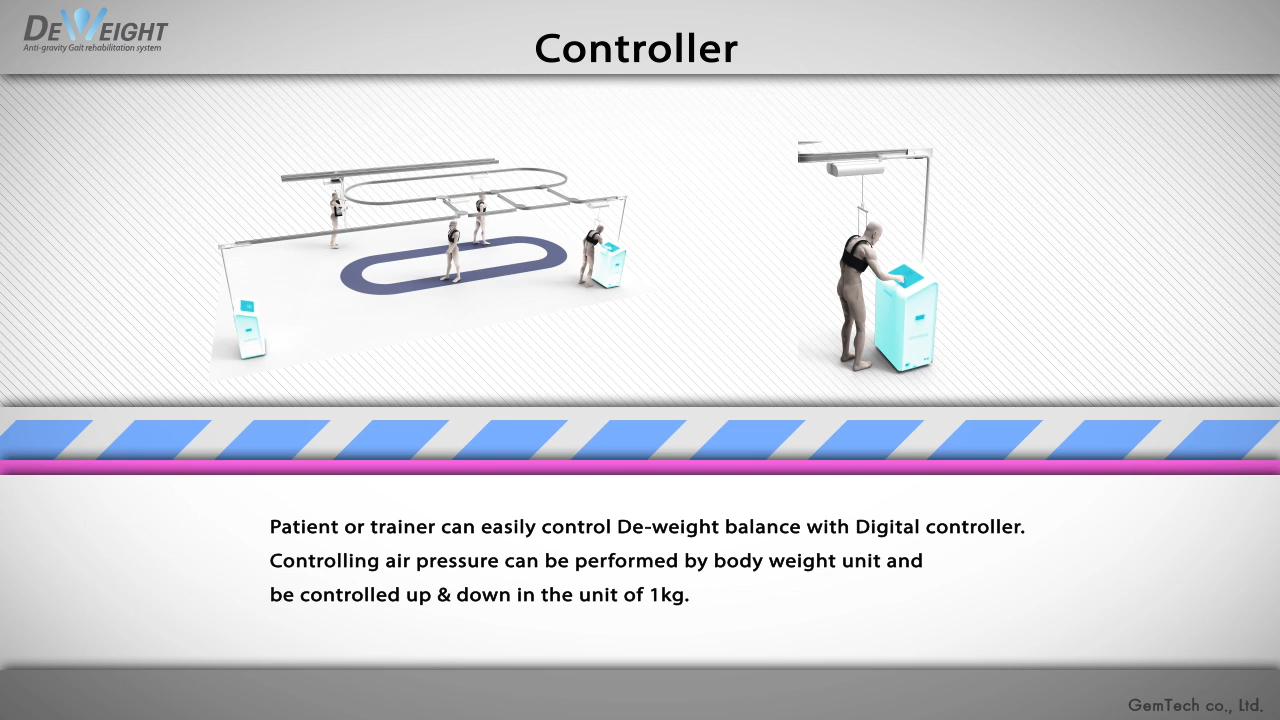 DEWEIGHT
Anti-gravity Gait rehabilitation system
Controller
Patient or trainer can easily control De-weight balance with Digital controller.
Controlling air pressure can be performed by body weight unit and
be controlled up & down in the unit of 1kg.
GemTech co., Ltd.